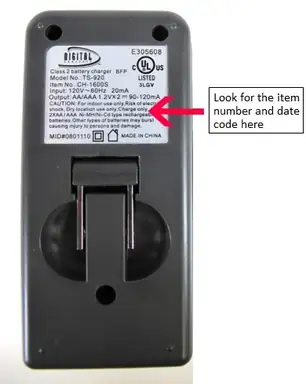 DIGITAL
E305608
Class 2 battery charger BFP
Model No. TS-920
Item No CH-1600S
Input: 120V~60Hz 20mA
Output: AA/AAA 1.2VX2 90-120mA
CAUTION: For indoor use only, Risk of electric
shock, Dry location use only, Charge only
2XAA/AAA Ni-MH/Ni-Cd type rechargeable
batteries. Other types of batteries may burst
causing injury to persons and damage.
MID#0801110 MADE IN CHINA
C UL US
LISTED
3LGV
Look for the item
number and date
code here